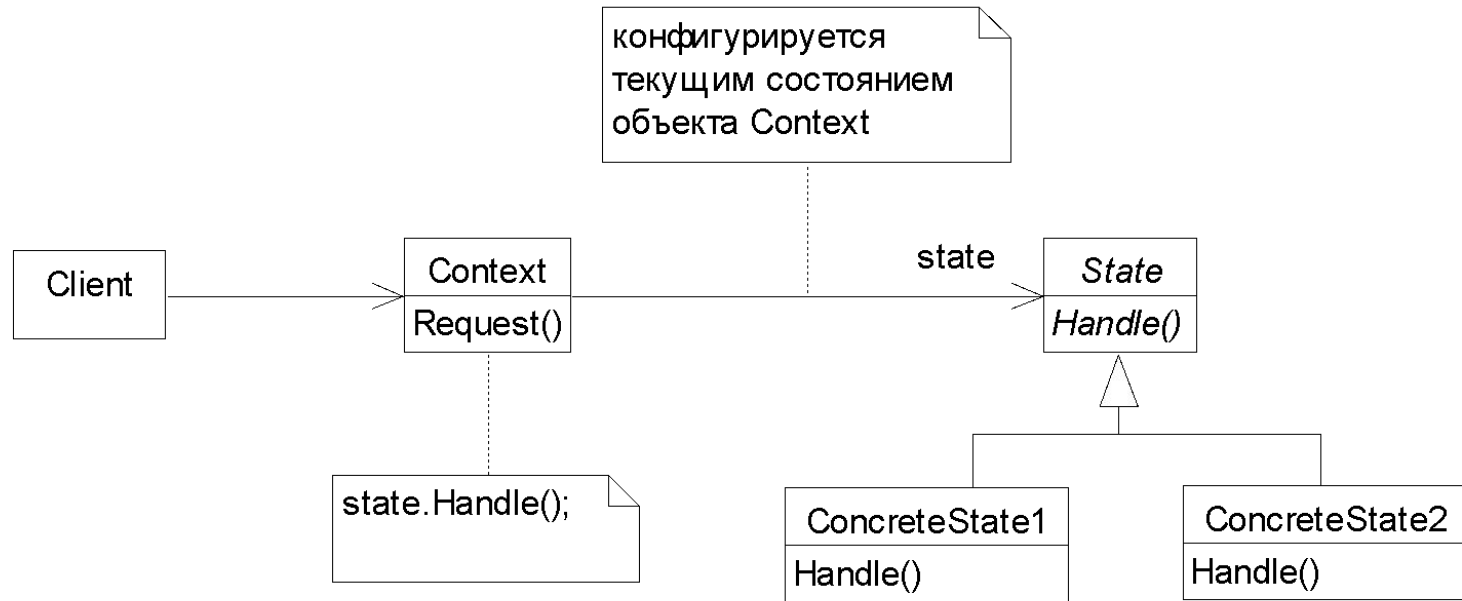 конфигурируется
текущим состоянием
объекта Context
Client
Context
Request()
state
State
Handle()
state.Handle();
ConcreteState1
Handle()
ConcreteState2
Handle()